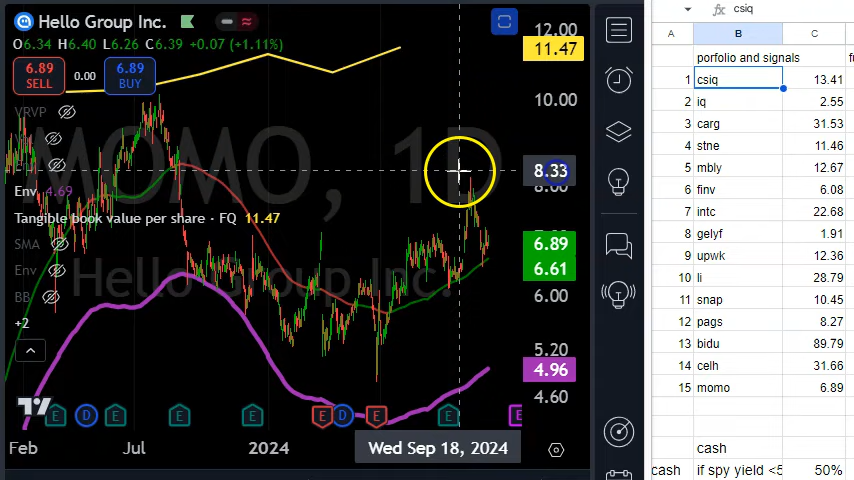 Hello Group Inc.
O6.34 H6.40 L6.26 C6.39 +0.07 (+1.11%)
6.89
SELL
0.00
6.89
BUY
VRVP
Env 4.69
Tangible book value per share · FQ 11.47
SMA
Env
BB
+2
MOMO, 1D
Hello Group Inc.
12.00
11.47
10.00
8.33
8.00
6.89
6.61
6.00
5.20
4.96
4.60
E D E E E E D E E E
Feb Jul 2024 Wed Sep 18, 2024
fx csiq
A B C
porfolio and signals
1 csiq 13.41
2 iq 2.55
3 carg 31.53
4 stne 11.46
5 mbly 12.67
6 finv 6.08
7 intc 22.68
8 gelyf 1.91
9 upwk 12.36
10 li 28.79
11 snap 10.45
12 pags 8.27
13 bidu 89.79
14 celh 31.66
15 momo 6.89
cash
cash if spy yield <5 50%